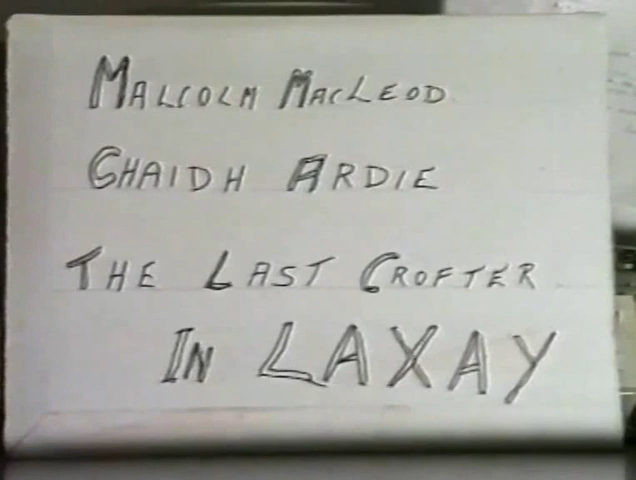 MALCOLM MACLEOD
GHAIDH ARDIE
THE LAST CROFTER
IN LAXAY